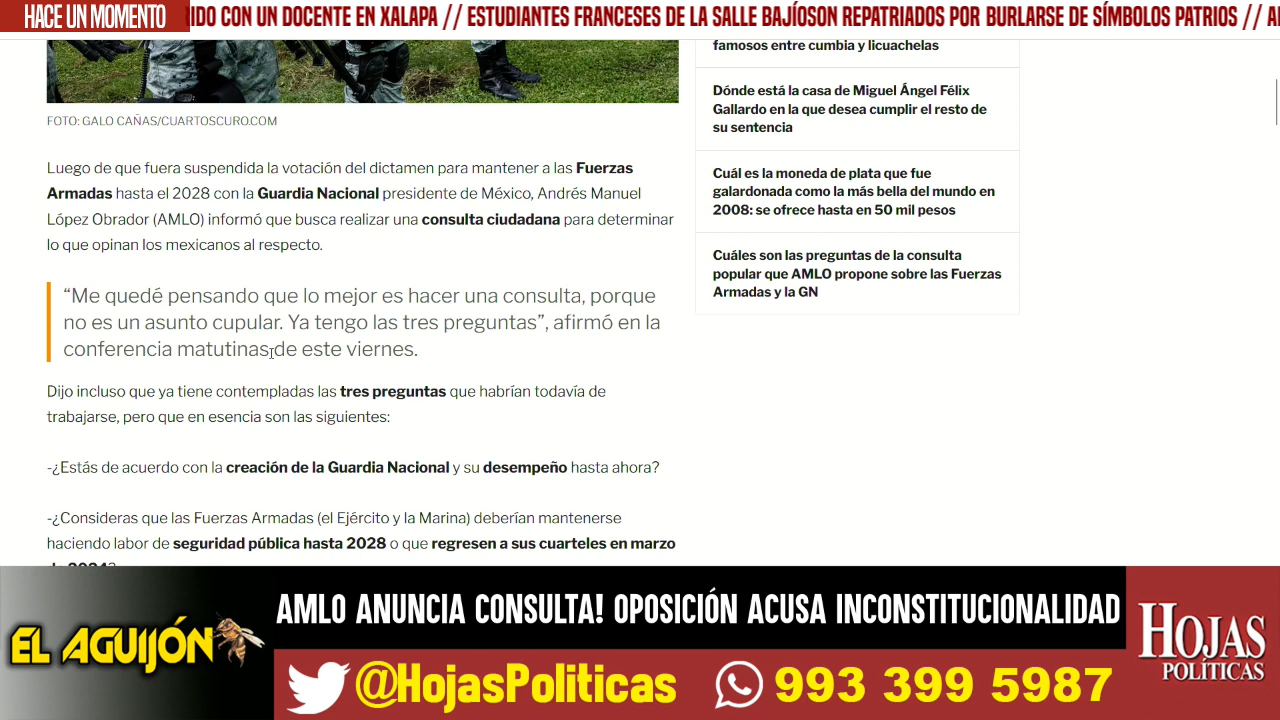 HACE UN MOMENTO
IDO CON UN DOCENTE EN XALAPA // ESTUDIANTES FRANCESES DE LA SALLE BAJÍOSON REPATRIADOS POR BURLARSE DE SÍMBOLOS PATRIOS //
FOTO: GALO CAÑAS/CUARTOSCURO.COM
Luego de que fuera suspendida la votación del dictamen para mantener a las Fuerzas
Armadas hasta el 2028 con la Guardia Nacional presidente de México, Andrés Manuel
López Obrador (AMLO) informó que busca realizar una consulta ciudadana para determinar
lo que opinan los mexicanos al respecto.
“Me quedé pensando que lo mejor es hacer una consulta, porque
no es un asunto cupular. Ya tengo las tres preguntas”, afirmó en la
conferencia matutinas de este viernes.
Dijo incluso que ya tiene contempladas las tres preguntas que habrían todavía de
trabajarse, pero que en esencia son las siguientes:
-¿Estás de acuerdo con la creación de la Guardia Nacional y su desempeño hasta ahora?
-¿Consideras que las Fuerzas Armadas (el Ejército y la Marina) deberían mantenerse
haciendo labor de seguridad pública hasta 2028 o que regresen a sus cuarteles en marzo
de 2024?
famosos entre cumbia y licuachelas
Dónde está la casa de Miguel Ángel Félix
Gallardo en la que desea cumplir el resto de
su sentencia
Cuál es la moneda de plata que fue
galardonada como la más bella del mundo en
2008: se ofrece hasta en 50 mil pesos
Cuáles son las preguntas de la consulta
popular que AMLO propone sobre las Fuerzas
Armadas y la GN
EL AGUIJÓN
AMLO ANUNCIA CONSULTA! OPOSICIÓN ACUSA INCONSTITUCIONALIDAD
@HojasPoliticas
993 399 5987
HOJAS
POLÍTICAS